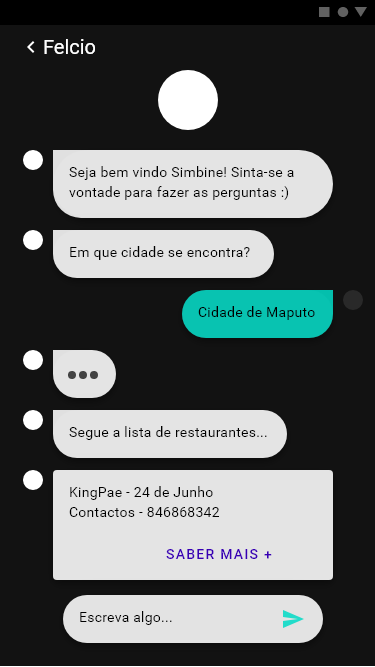 Felcio
Seja bem vindo Simbine! Sinta-se a
vontade para fazer as perguntas :)
Em que cidade se encontra?
Cidade de Maputo
Segue a lista de restaurantes...
KingPae - 24 de Junho
Contactos - 846868342
SABER MAIS +
Escreva algo...